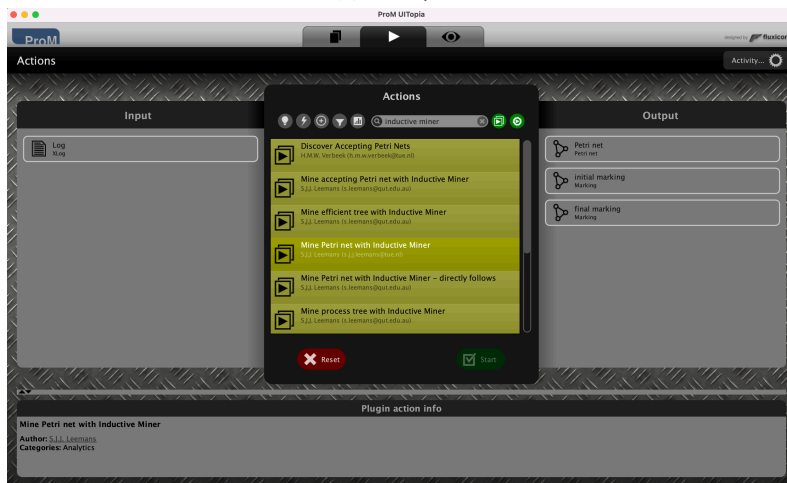 ProM UITopia
ProM
designed by fluxicon
Actions
Activity...
Input
Actions
Output
inductive miner
Log
XLog
Discover Accepting Petri Nets
H.M.W. Verbeek (h.m.w.verbeek@tue.nl)
Mine accepting Petri net with Inductive Miner
S.J.J. Leemans (s.leemans@qut.edu.au)
Mine efficient tree with Inductive Miner
S.J.J. Leemans (s.leemans@qut.edu.au)
Mine Petri net with Inductive Miner
S.J.J. Leemans (s.j.j.leemans@tue.nl)
Mine Petri net with Inductive Miner – directly follows
S.J.J. Leemans (s.leemans@qut.edu.au)
Mine process tree with Inductive Miner
S.J.J. Leemans (s.leemans@qut.edu.au)
Petri net
Petri net
initial marking
Marking
final marking
Marking
Reset
Start
Plugin action info
Mine Petri net with Inductive Miner
Author: S.J.J. Leemans
Categories: Analytics